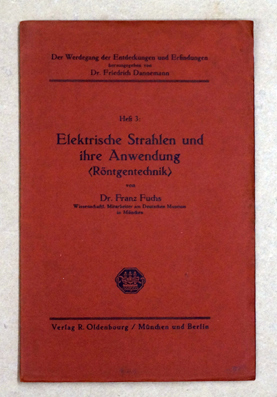 Der Werdegang der Entdeckungen und Erfindungen
herausgegeben von
Dr. Friedrich Dannemann
Heft 3:
Elektrische Strahlen und
ihre Anwendung
(Röntgentechnik)
von
Dr. Franz Fuchs
Wissenschaftl. Mitarbeiter am Deutschen Museum
in München
Verlag R. Oldenbourg / München und Berlin